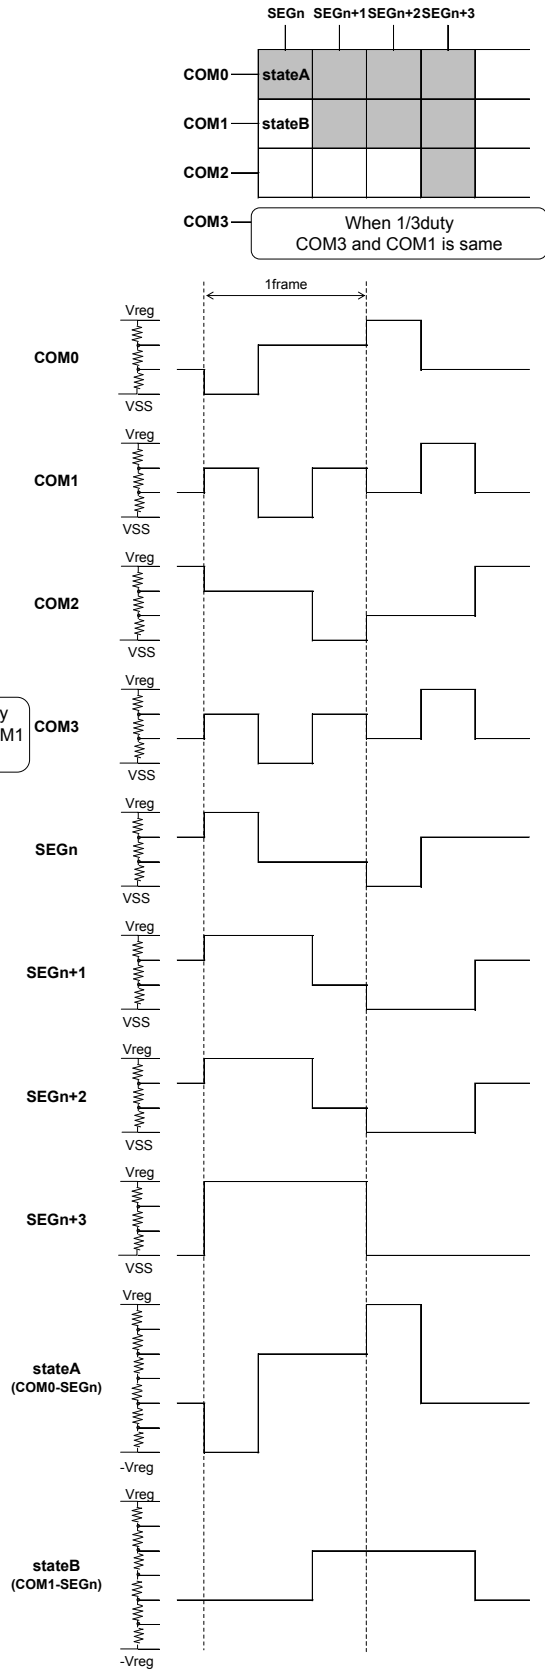 SEGn SEGn+1 SEGn+2 SEGn+3
COM0 stateA
COM1 stateB
COM2
COM3 When 1/3duty
COM3 and COM1 is same
1frame
Vreg
COM0
VSS
Vreg
COM1
VSS
Vreg
COM2
VSS
Vreg
y
M1
COM3
VSS
Vreg
SEGn
VSS
Vreg
SEGn+1
VSS
Vreg
SEGn+2
VSS
Vreg
SEGn+3
VSS
Vreg
stateA
(COM0-SEGn)
-Vreg
Vreg
stateB
(COM1-SEGn)
-Vreg